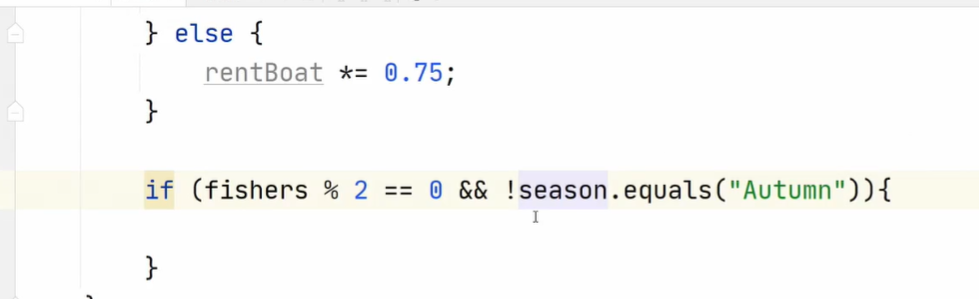 } else {
rentBoat *= 0.75;
}
if (fishers % 2 == 0 && !season.equals("Autumn")){
}